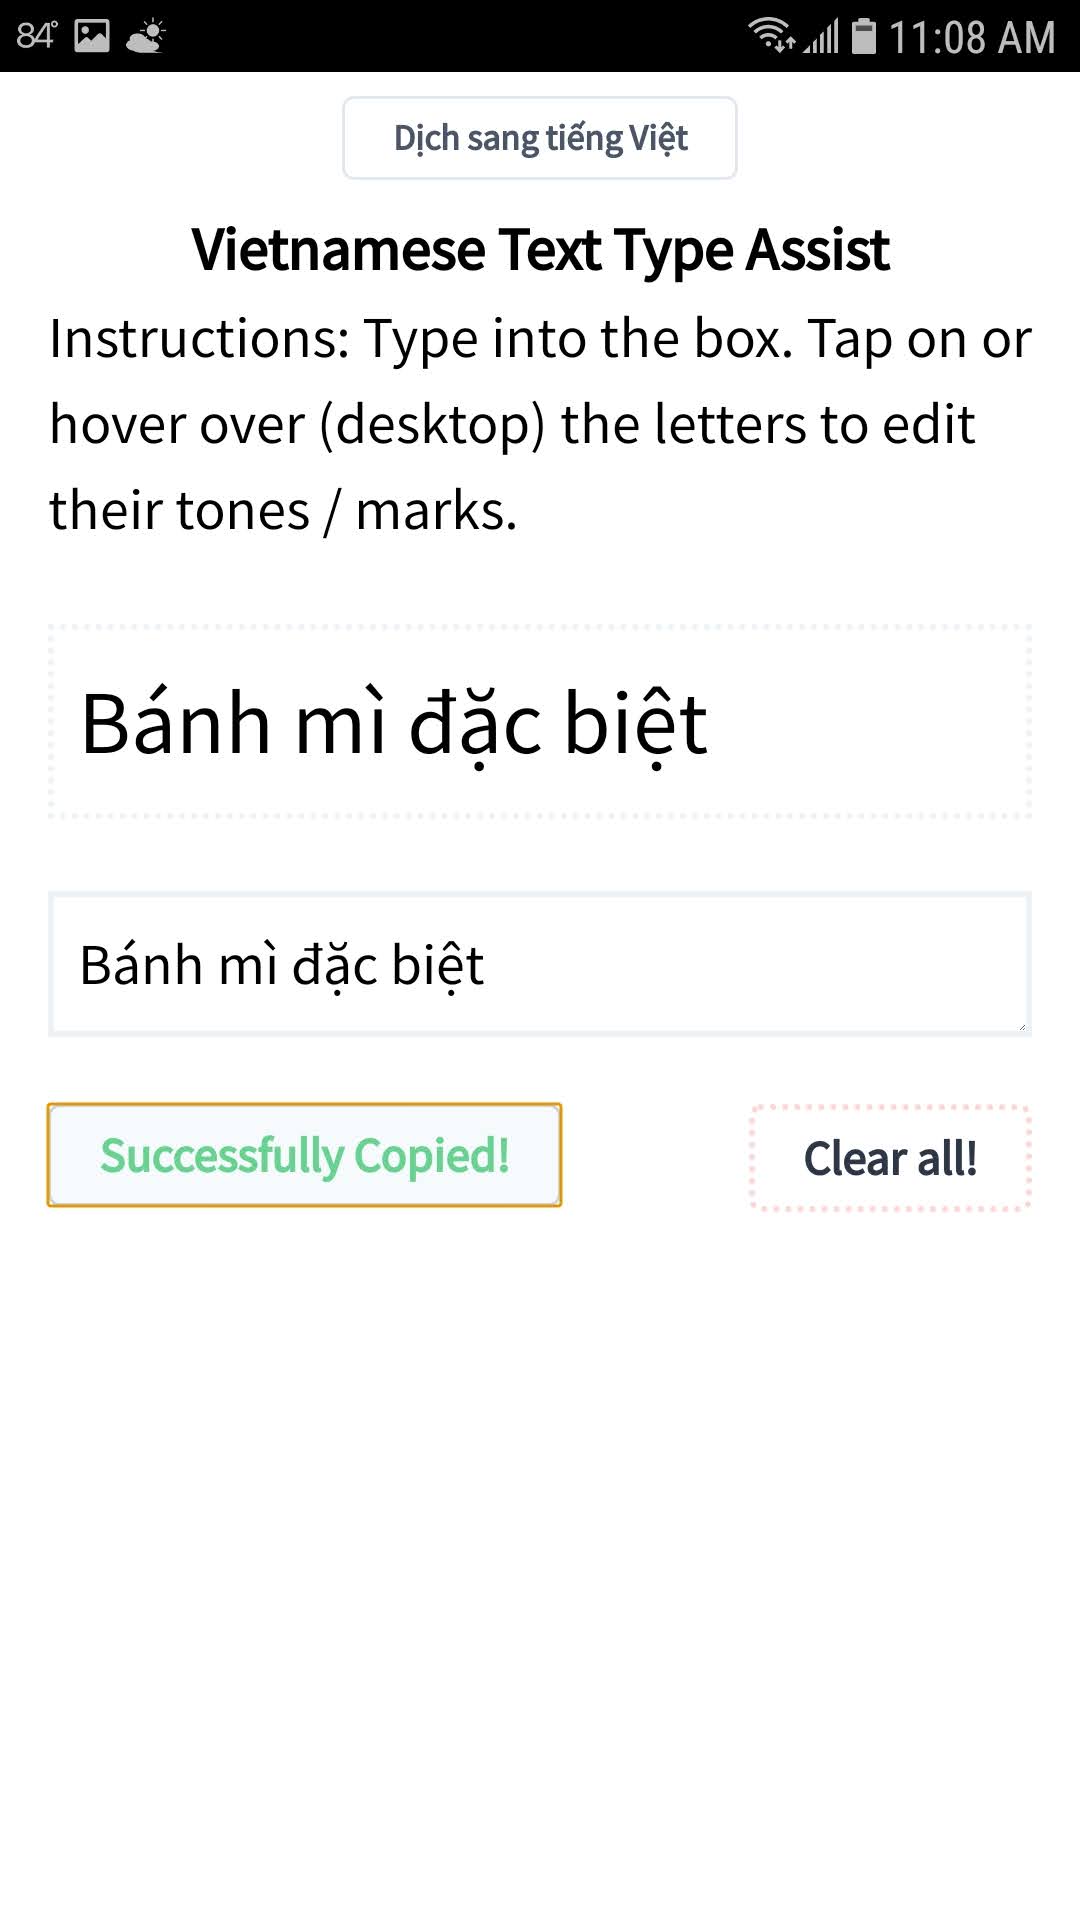 84° 11:08 AM
Dịch sang tiếng Việt
Vietnamese Text Type Assist
Instructions: Type into the box. Tap on or
hover over (desktop) the letters to edit
their tones / marks.
Bánh mì đặc biệt
Bánh mì đặc biệt
Successfully Copied! Clear all!